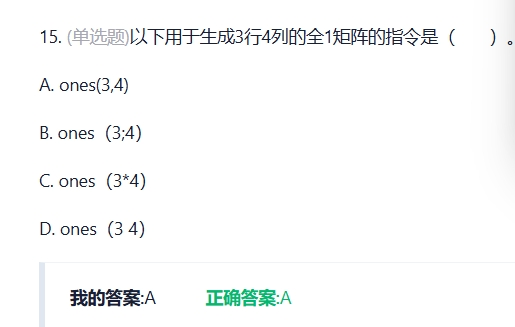 15. (单选题)以下用于生成3行4列的全1矩阵的指令是（　　）。
A. ones(3,4)
B. ones（3;4）
C. ones（3*4）
D. ones（3 4）
我的答案:A　　正确答案:A